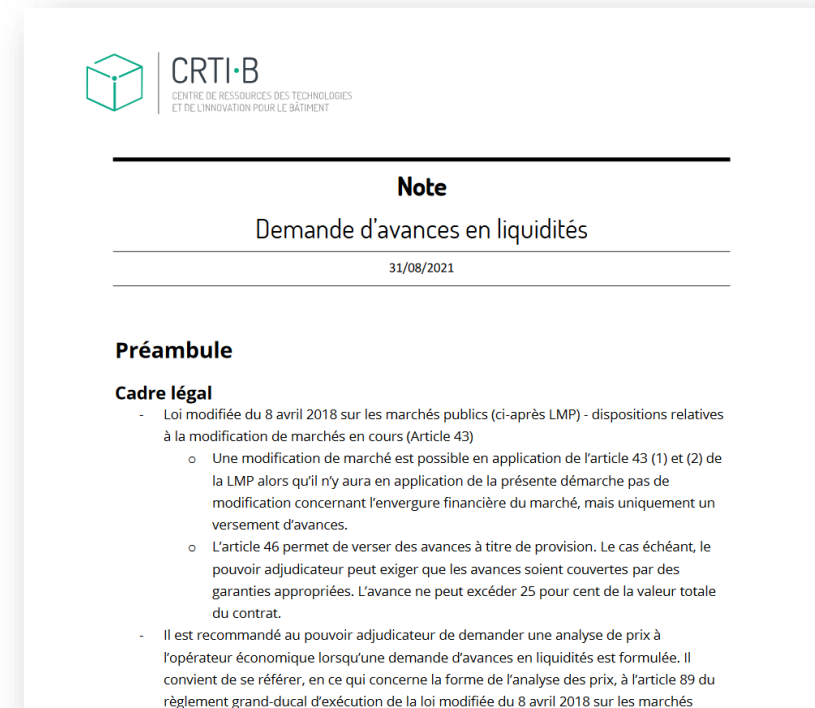 CRTI·B
CENTRE DE RESSOURCES DES TECHNOLOGIES
ET DE L'INNOVATION POUR LE BÂTIMENT
Note
Demande d'avances en liquidités
31/08/2021
Préambule
Cadre légal
- Loi modifiée du 8 avril 2018 sur les marchés publics (ci-après LMP) - dispositions relatives
à la modification de marchés en cours (Article 43)
o Une modification de marché est possible en application de l'article 43 (1) et (2) de
la LMP alors qu'il n'y aura en application de la présente démarche pas de
modification concernant l'envergure financière du marché, mais uniquement un
versement d'avances.
o L'article 46 permet de verser des avances à titre de provision. Le cas échéant, le
pouvoir adjudicateur peut exiger que les avances soient couvertes par des
garanties appropriées. L'avance ne peut excéder 25 pour cent de la valeur totale
du contrat.
- Il est recommandé au pouvoir adjudicateur de demander une analyse de prix à
l'opérateur économique lorsqu'une demande d'avances en liquidités est formulée. Il
convient de se référer, en ce qui concerne la forme de l'analyse des prix, à l'article 89 du
règlement grand-ducal d'exécution de la loi modifiée du 8 avril 2018 sur les marchés